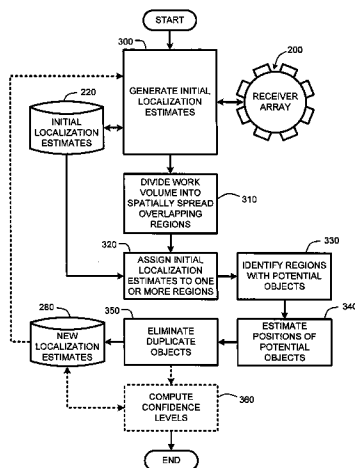 START
300
200
220
GENERATE INITIAL
LOCALIZATION
ESTIMATES
RECEIVER
ARRAY
INITIAL
LOCALIZATION
ESTIMATES
DIVIDE WORK
VOLUME INTO
SPATIALLY SPREAD
OVERLAPPING
REGIONS
310
320
330
ASSIGN INITIAL
LOCALIZATION
ESTIMATES TO ONE
OR MORE REGIONS
IDENTIFY REGIONS
WITH POTENTIAL
OBJECTS
280
350
340
NEW
LOCALIZATION
ESTIMATES
ELIMINATE
DUPLICATE
OBJECTS
ESTIMATE
POSITIONS OF
POTENTIAL
OBJECTS
COMPUTE
CONFIDENCE
LEVELS
360
END